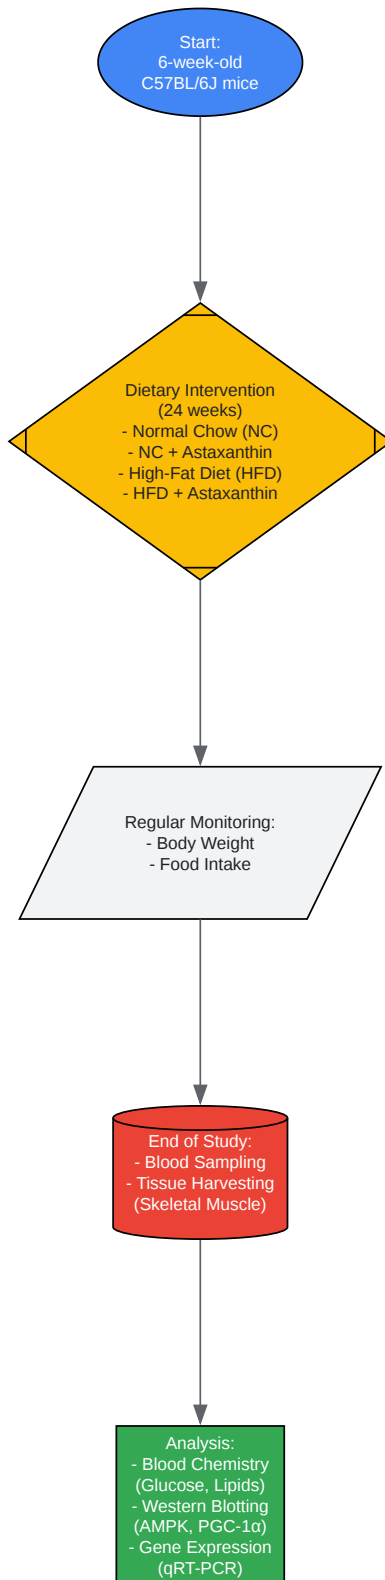 Start:
6-week-old
C57BL/6J mice
Dietary Intervention
(24 weeks)
- Normal Chow (NC)
- NC + Astaxanthin
- High-Fat Diet (HFD)
- HFD + Astaxanthin
Regular Monitoring:
- Body Weight
- Food Intake
End of Study:
- Blood Sampling
- Tissue Harvesting
(Skeletal Muscle)
Analysis:
- Blood Chemistry
(Glucose, Lipids)
- Western Blotting
(AMPK, PGC-1α)
- Gene Expression
(qRT-PCR)